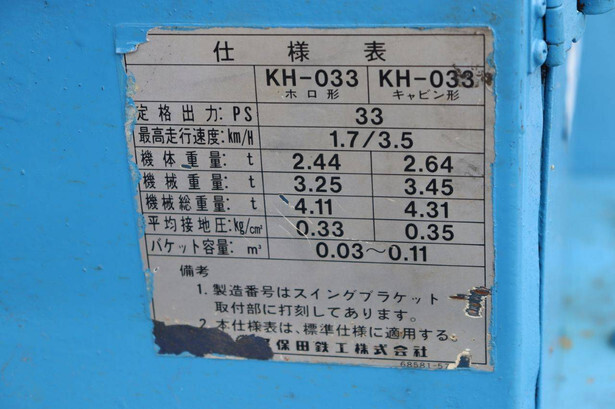 仕様表
KH-033 KH-033
ホロ形 キャビン形
定格出力: PS 33
最高走行速度: km/H 1.7/3.5
機体重量: t 2.44 2.64
機械重量: t 3.25 3.45
機械総重量: t 4.11 4.31
平均接地圧: kg/cm² 0.33 0.35
バケット容量: m³ 0.03〜0.11
備考
1. 製造番号はスイングブラケット
取付部に打刻してあります。
2. 本仕様表は、標準仕様に適用する
保田鉄工株式会社
68581-57